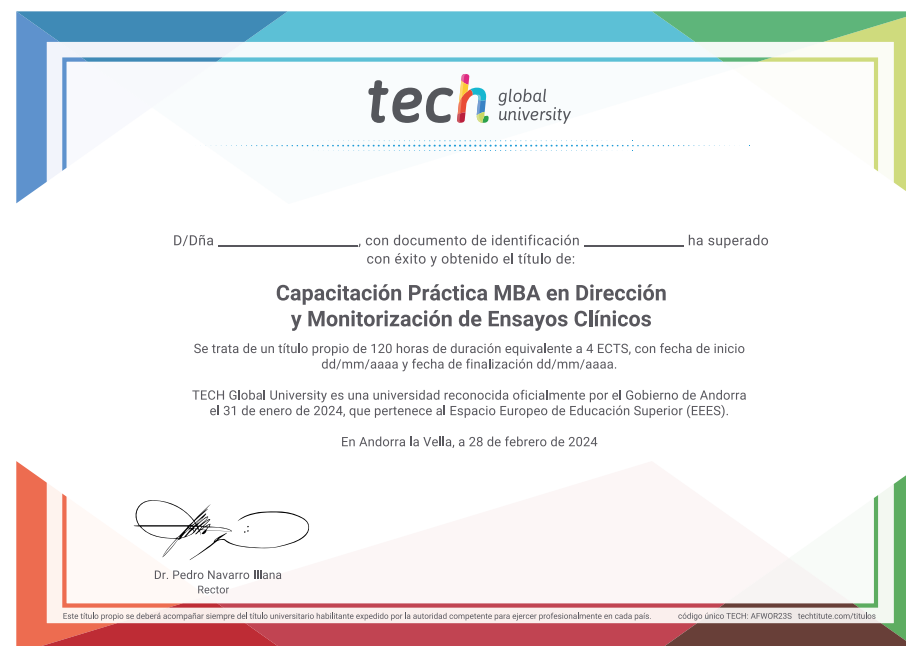 tech global university
D/Dña ____________________, con documento de identificación ______________ ha superado
con éxito y obtenido el título de:
Capacitación Práctica MBA en Dirección
y Monitorización de Ensayos Clínicos
Se trata de un título propio de 120 horas de duración equivalente a 4 ECTS, con fecha de inicio
dd/mm/aaaa y fecha de finalización dd/mm/aaaa.
TECH Global University es una universidad reconocida oficialmente por el Gobierno de Andorra
el 31 de enero de 2024, que pertenece al Espacio Europeo de Educación Superior (EEES).
En Andorra la Vella, a 28 de febrero de 2024
Dr. Pedro Navarro Illana
Rector
Este título propio se deberá acompañar siempre del título universitario habilitante expedido por la autoridad competente para ejercer profesionalmente en cada país. código único TECH: AFWOR23S techtitute.com/titulos